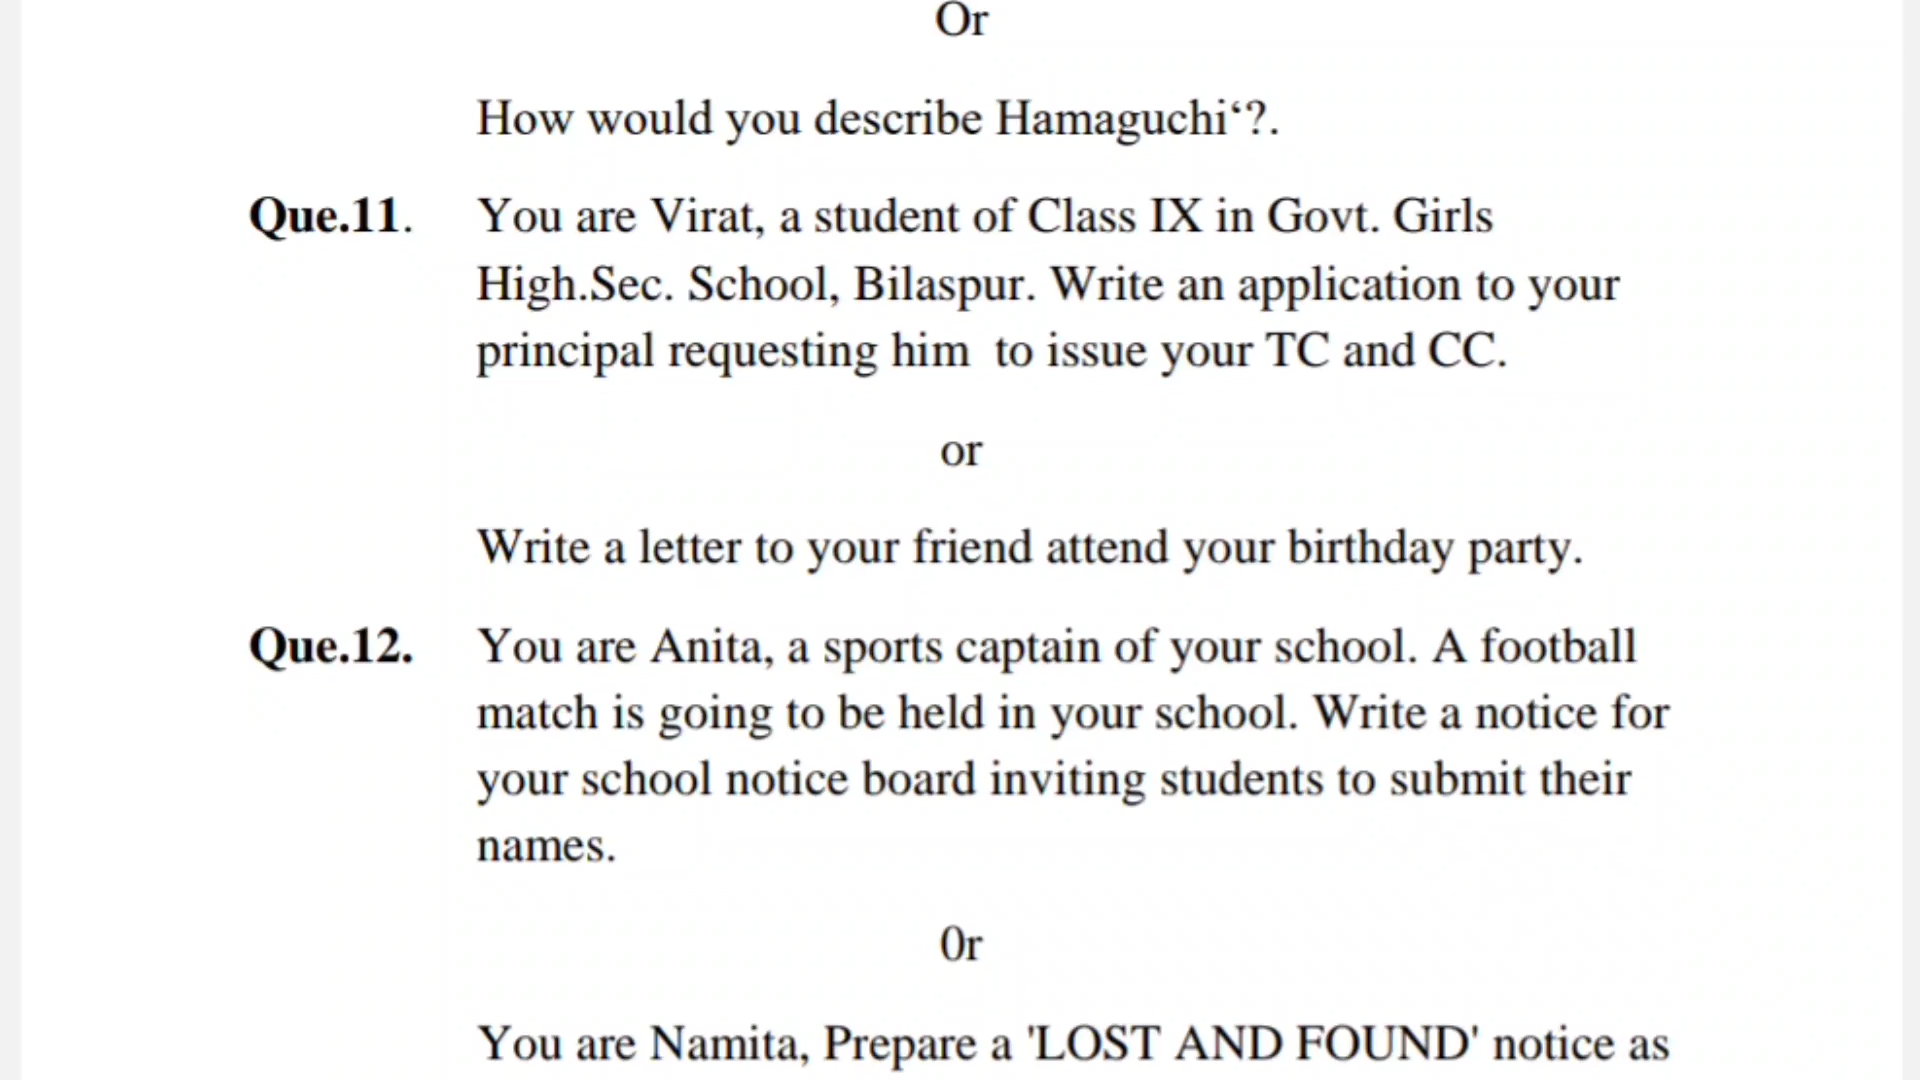 Or
How would you describe Hamaguchi‘?.
Que.11. You are Virat, a student of Class IX in Govt. Girls
High.Sec. School, Bilaspur. Write an application to your
principal requesting him to issue your TC and CC.
or
Write a letter to your friend attend your birthday party.
Que.12. You are Anita, a sports captain of your school. A football
match is going to be held in your school. Write a notice for
your school notice board inviting students to submit their
names.
0r
You are Namita, Prepare a 'LOST AND FOUND' notice as